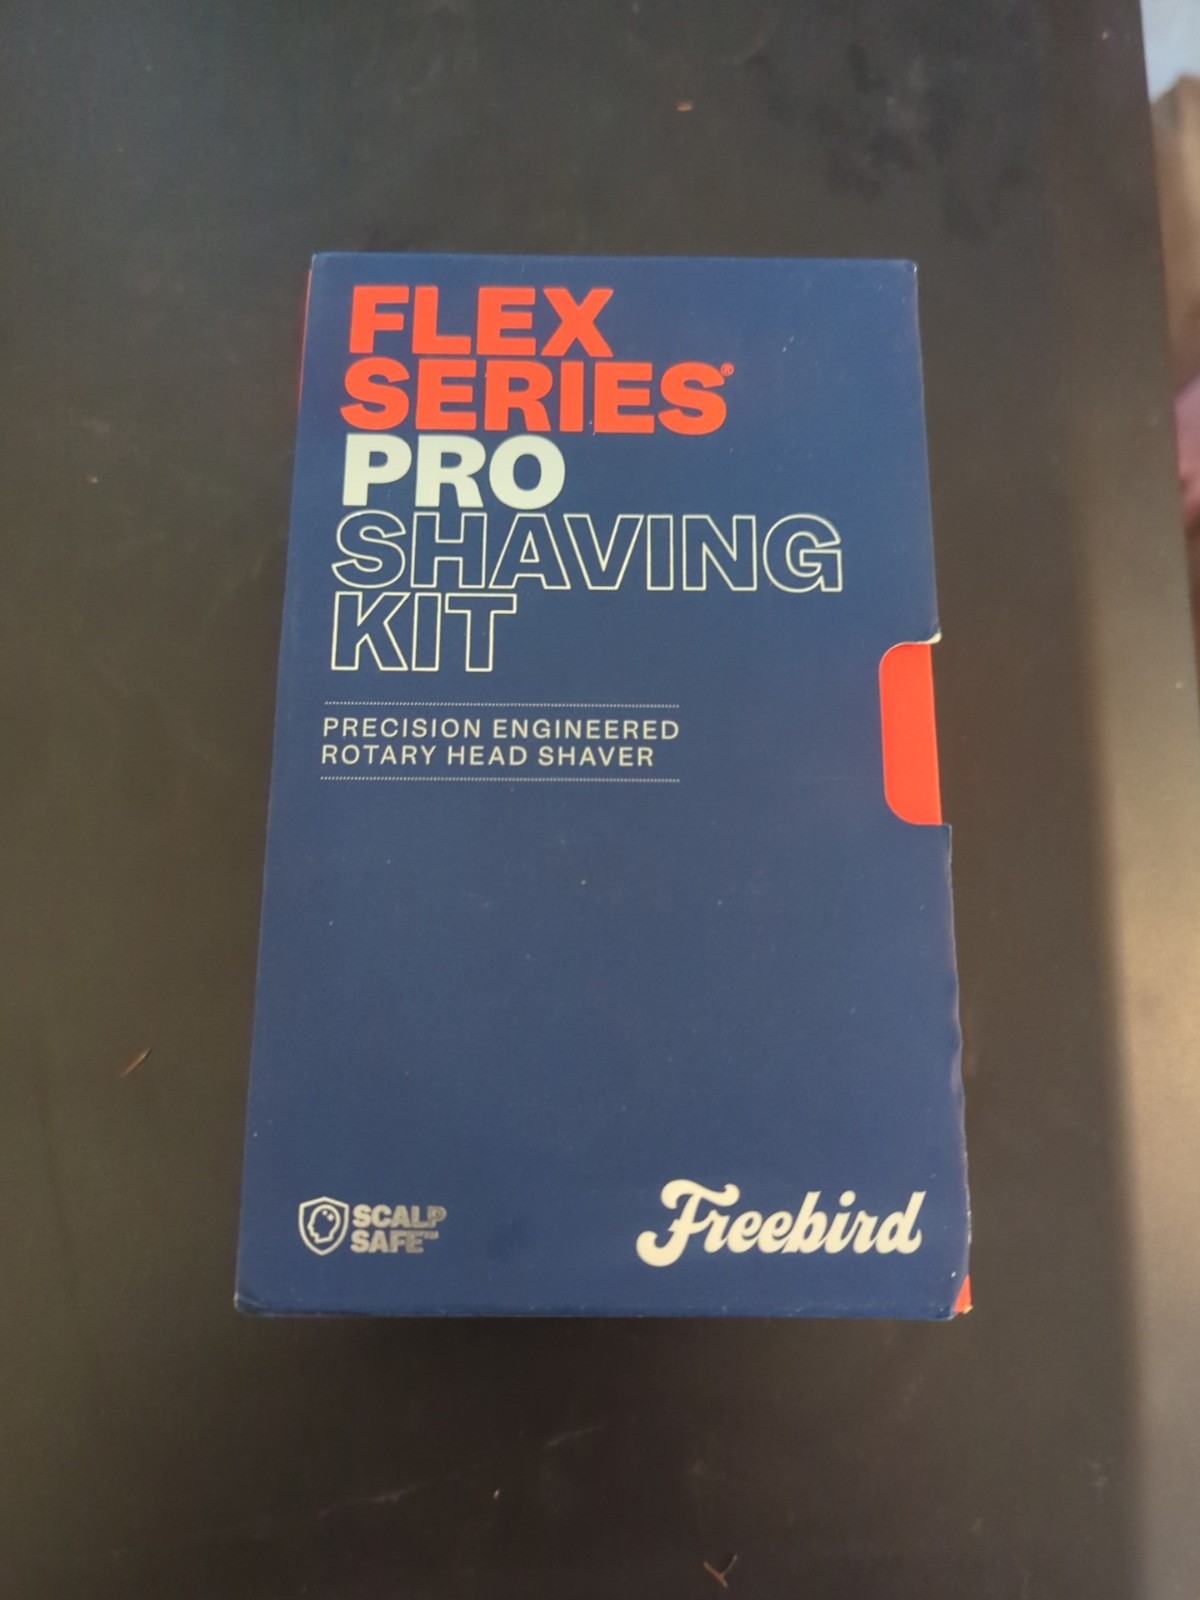 FLEX
SERIES®
PRO
SHAVING
KIT
PRECISION ENGINEERED
ROTARY HEAD SHAVER
SCALP
SAFE™
Freebird